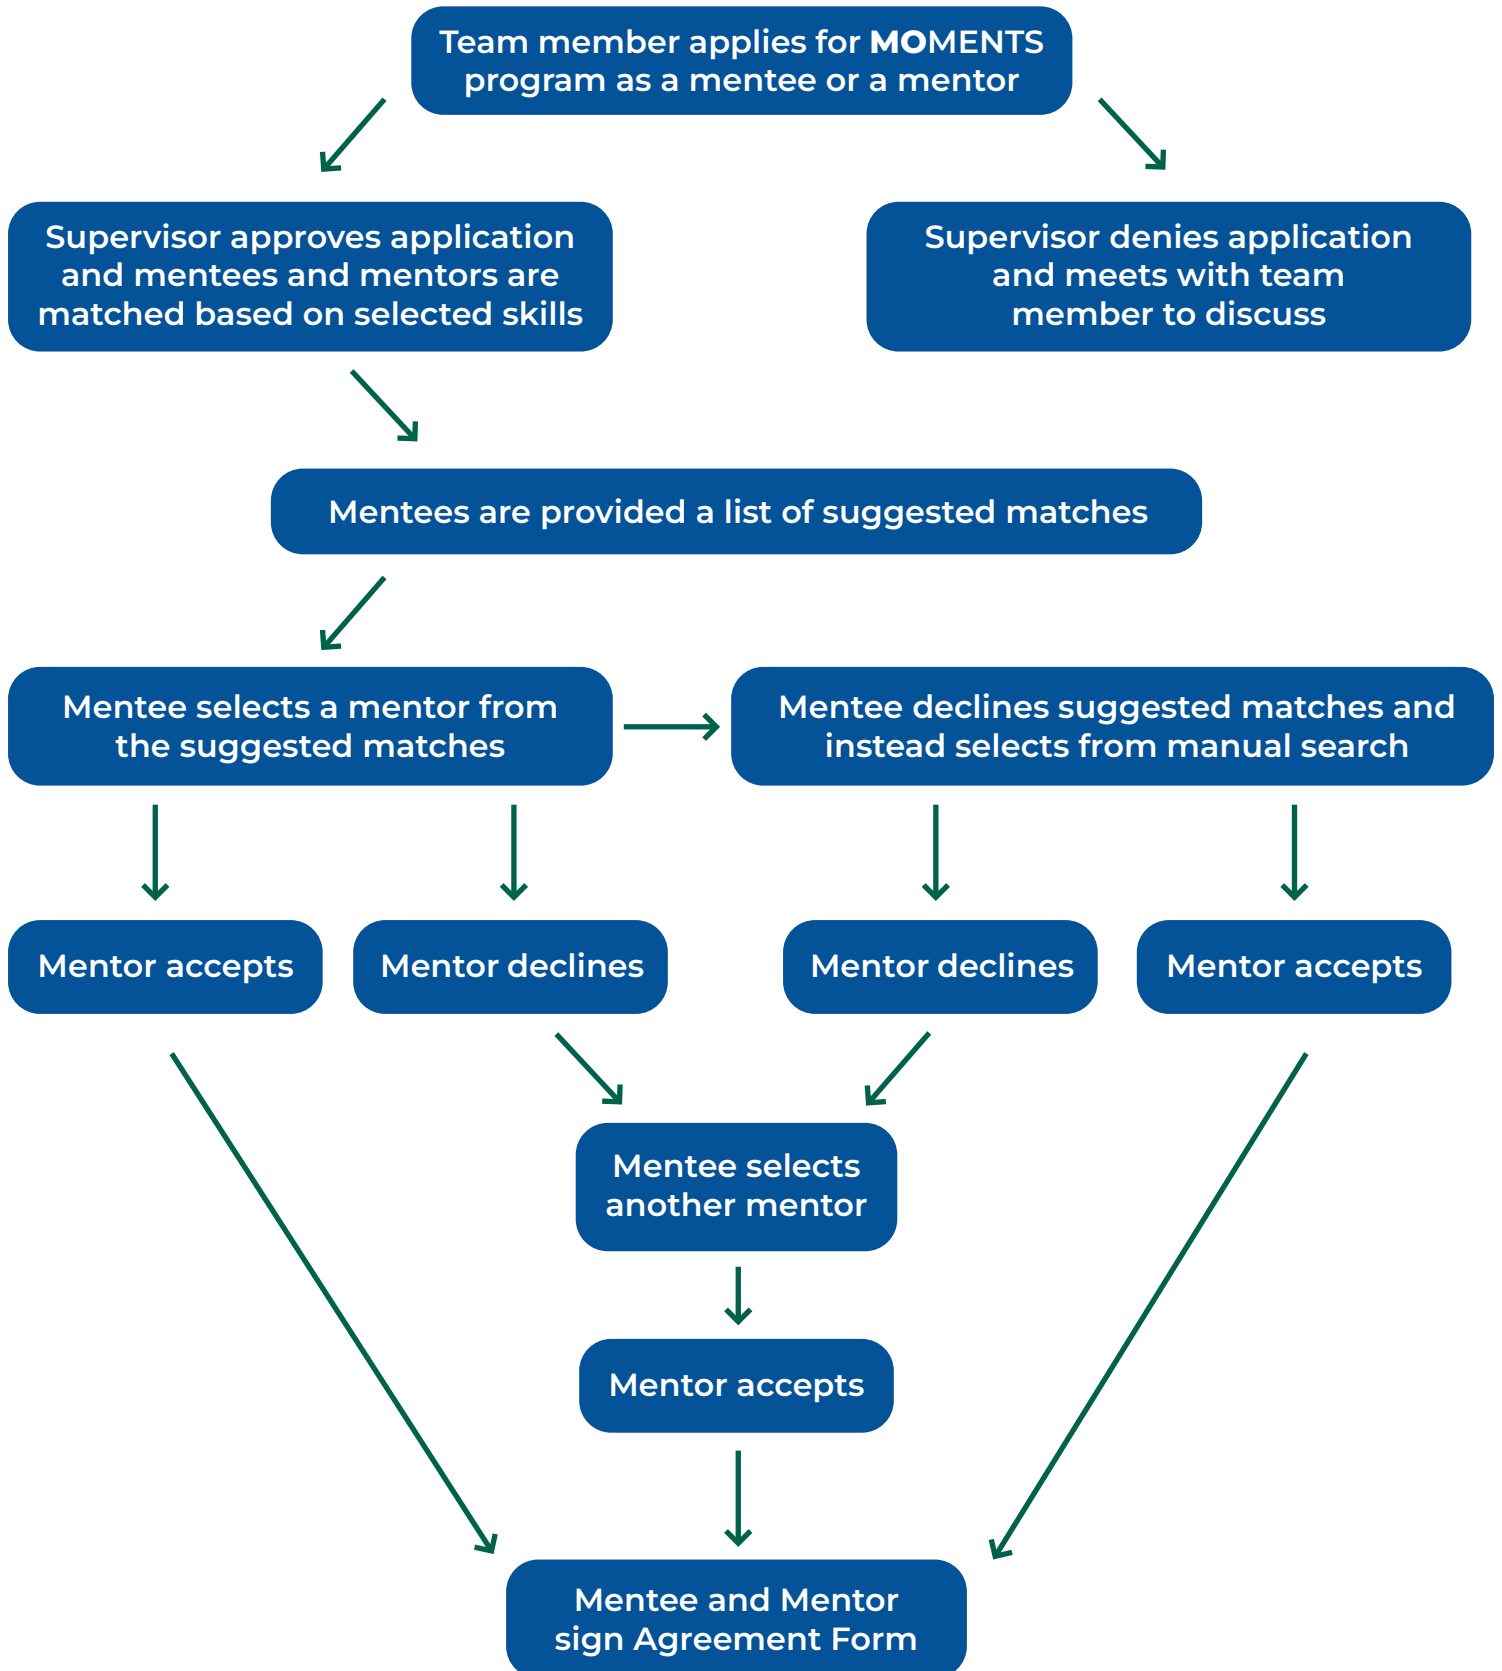 Team member applies for MOMENTS
program as a mentee or a mentor
Supervisor approves application
and mentees and mentors are
matched based on selected skills
Supervisor denies application
and meets with team
member to discuss
Mentees are provided a list of suggested matches
Mentee selects a mentor from
the suggested matches
Mentee declines suggested matches and
instead selects from manual search
Mentor accepts
Mentor declines
Mentor declines
Mentor accepts
Mentee selects
another mentor
Mentor accepts
Mentee and Mentor
sign Agreement Form